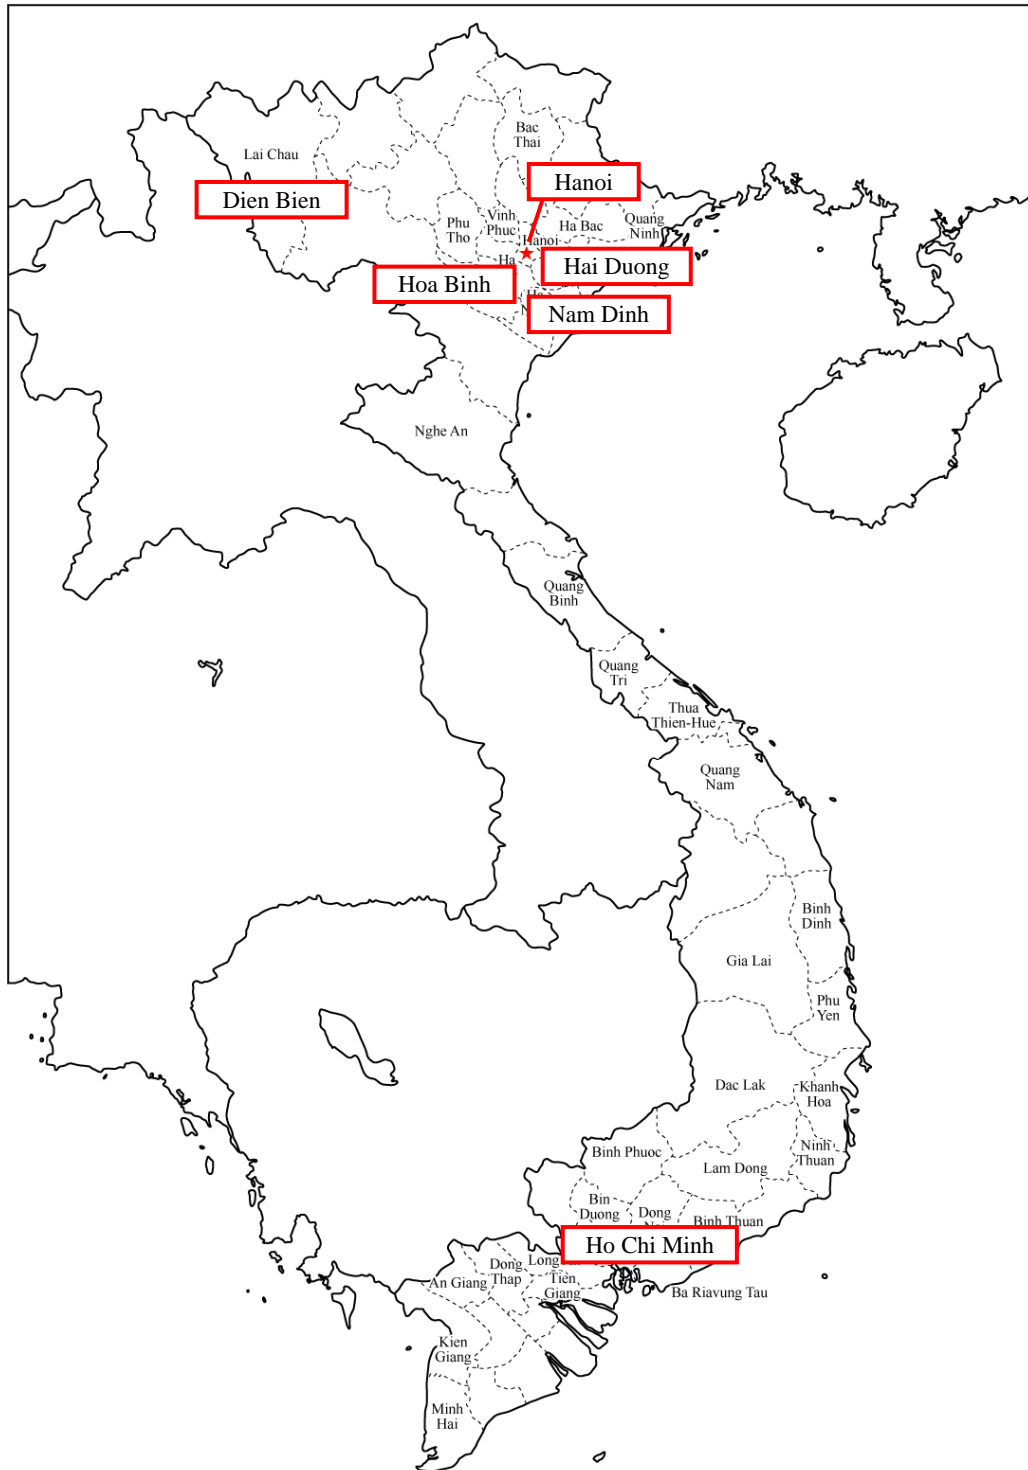 Bac
Thai
Lai Chau
Hanoi
Dien Bien
Vinh
Phuc
Phu
Tho
Ha Bac
Quang
Ninh
Hanoi
Ha
Hai Duong
Hoa Binh
Ha
Nam Dinh
Nghe An
Quang
Binh
Quang
Tri
Thua
Thien-Hue
Quang
Nam
Binh
Dinh
Gia Lai
Phu
Yen
Dac Lak
Khanh
Hoa
Binh Phuoc
Ninh
Thuan
Lam Dong
Bin
Duong
Dong
Binh Thuan
Ho Chi Minh
Long
Dong
Thap
An Giang
Tien
Giang
Ba Riavung Tau
Kien
Giang
Minh
Hai